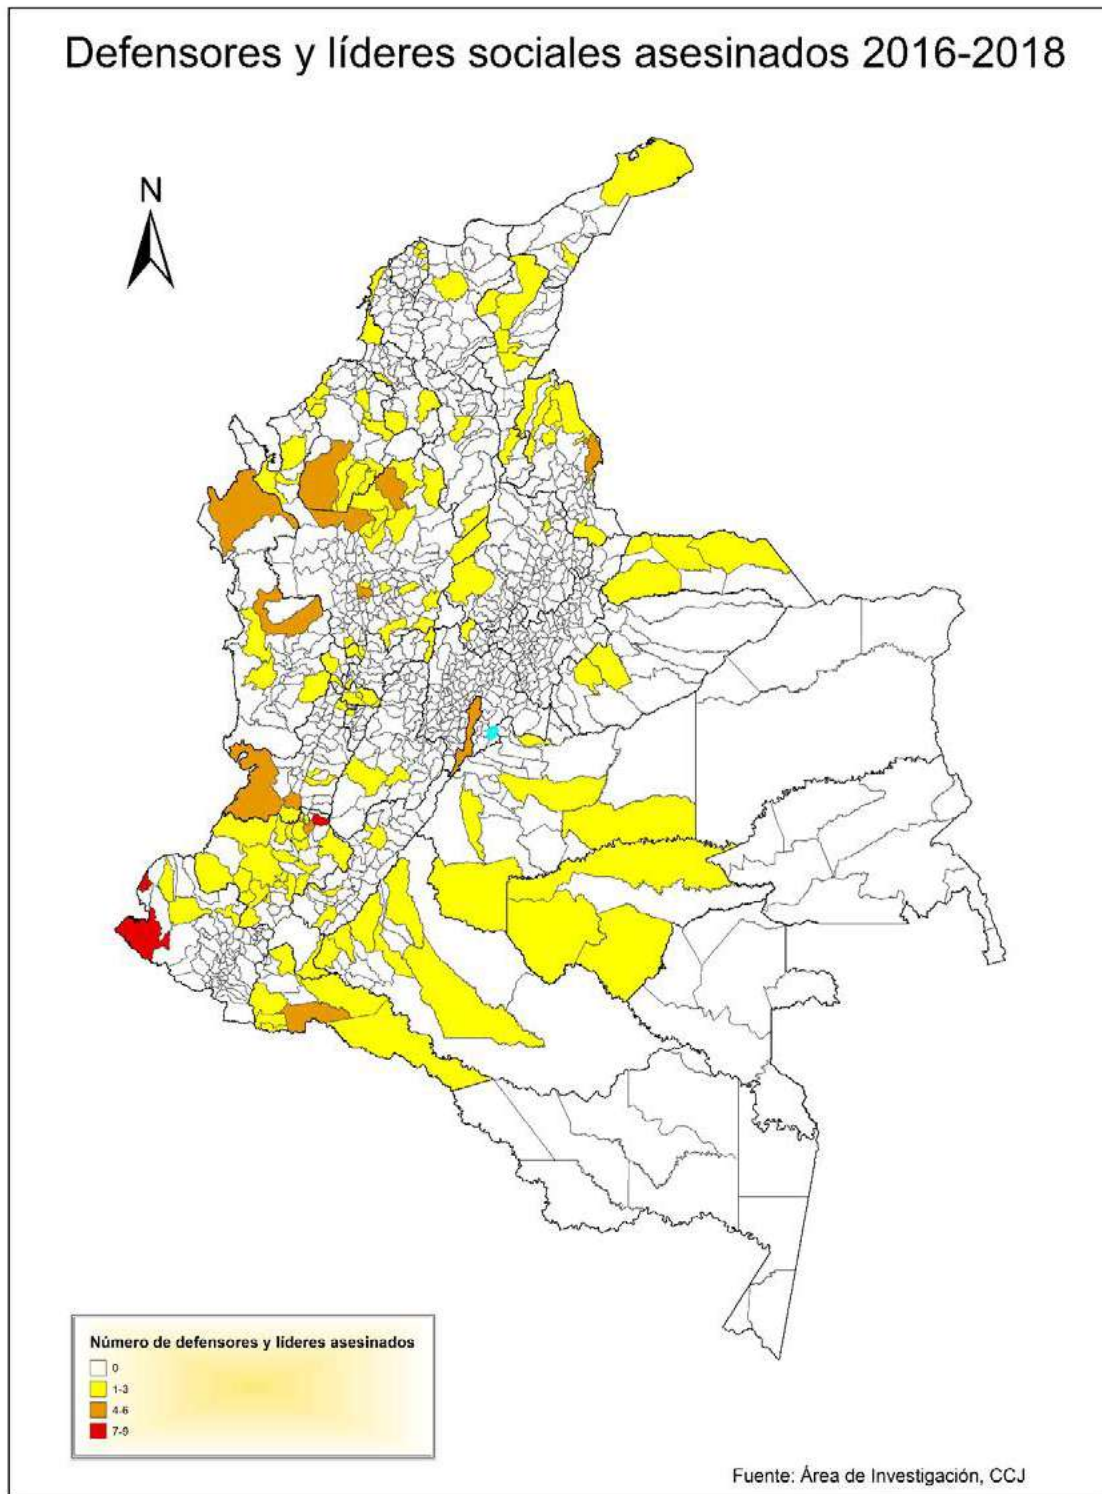 Defensores y líderes sociales asesinados 2016-2018
N
Número de defensores y líderes asesinados
0
1-3
4-6
7-9
Fuente: Área de Investigación, CCJ